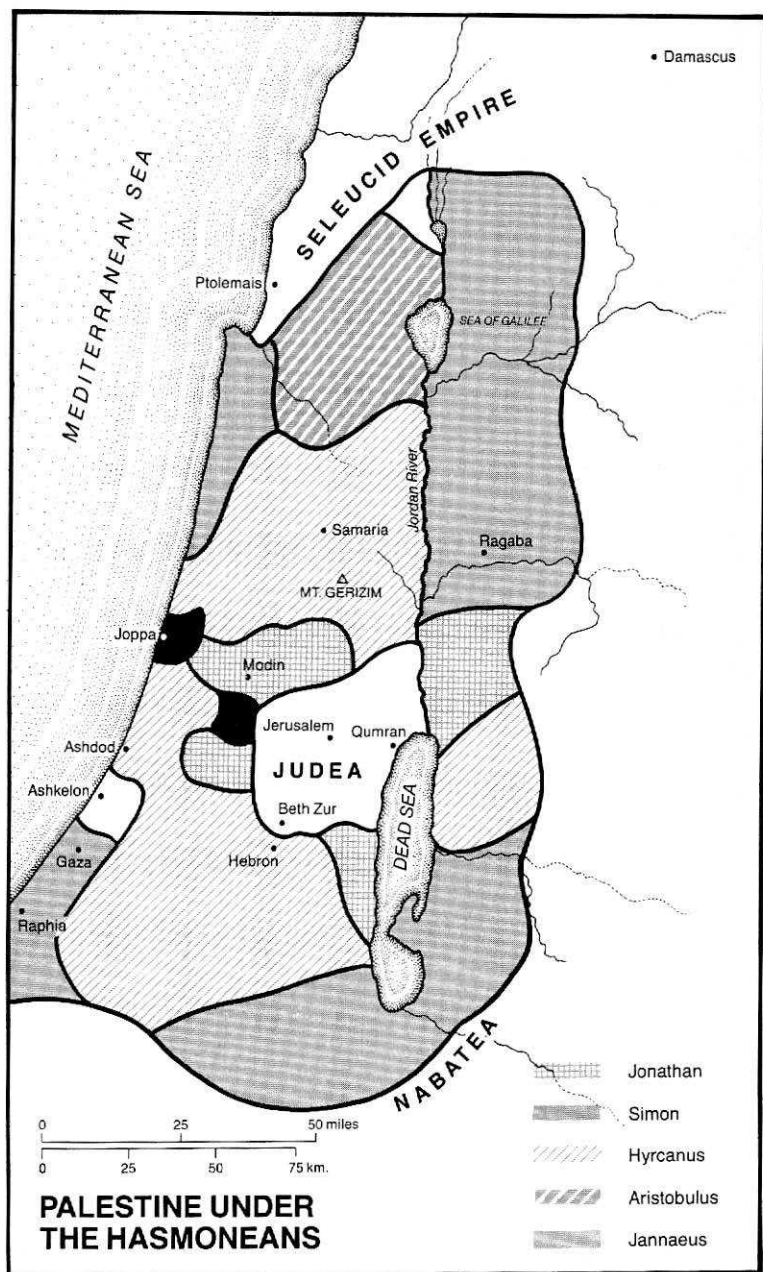 Damascus
SELEUCID EMPIRE
MEDITERRANEAN SEA
Ptolemais
SEA OF GALILEE
Jordan River
Samaria
Ragaba
MT. GERIZIM
Joppa
Modin
Jerusalem
Qumran
Ashdod
JUDEA
Ashkelon
Beth Zur
DEAD SEA
Gaza
Hebron
Raphia
NABATEA
Jonathan
Simon
Hyrcanus
Aristobulus
Jannaeus
0 25 50 miles
0 25 50 75 km.
PALESTINE UNDER
THE HASMONEANS